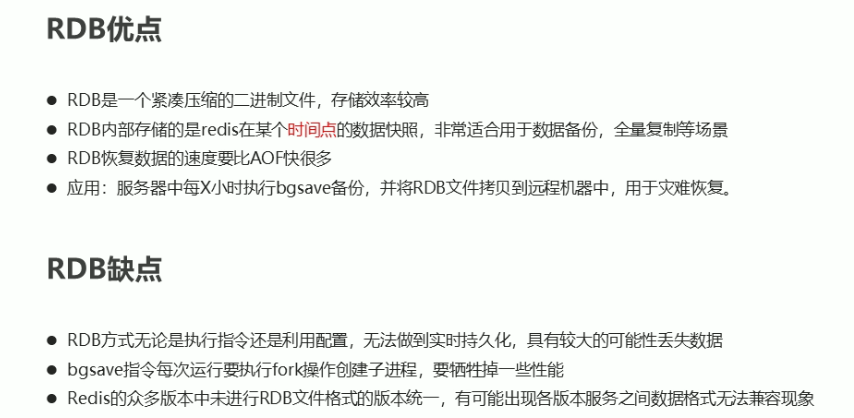 RDB优点
● RDB是一个紧凑压缩的二进制文件，存储效率较高
● RDB内部存储的是redis在某个时间点的数据快照，非常适合用于数据备份，全量复制等场景
● RDB恢复数据的速度要比AOF快很多
● 应用：服务器中每X小时执行bgsave备份，并将RDB文件拷贝到远程机器中，用于灾难恢复。
RDB缺点
● RDB方式无论是执行指令还是利用配置，无法做到实时持久化，具有较大的可能性丢失数据
● bgsave指令每次运行要执行fork操作创建子进程，要牺牲掉一些性能
● Redis的众多版本中未进行RDB文件格式的版本统一，有可能出现各版本服务之间数据格式无法兼容现象